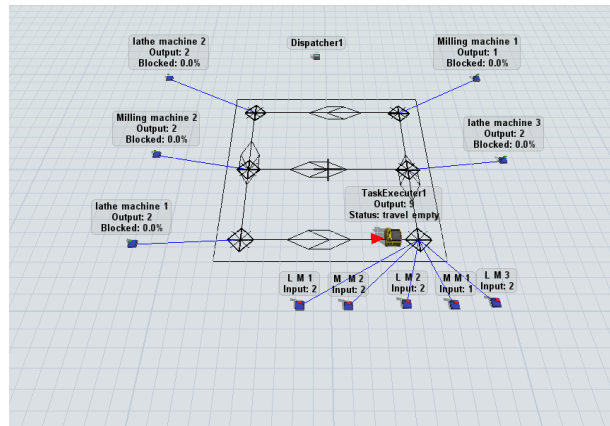 lathe machine 2
Output: 2
Blocked: 0.0%
Dispatcher1
Milling machine 1
Output: 1
Blocked: 0.0%
Milling machine 2
Output: 2
Blocked: 0.0%
lathe machine 3
Output: 2
Blocked: 0.0%
TaskExecuter1
Output: 9
Status: travel empty
lathe machine 1
Output: 2
Blocked: 0.0%
L M 1
Input: 2
M M 2
Input: 2
L M 2
Input: 2
M M 1
Input: 1
L M 3
Input: 2